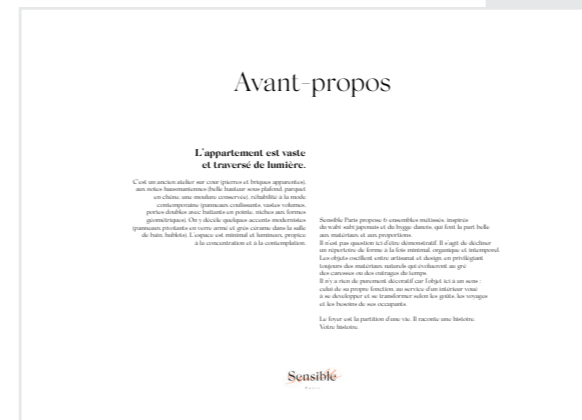 Avant-propos
L'appartement est vaste
et traversé de lumière.
C'est un ancien atelier sur cour (pierres et briques apparentes)
aux notes haussmanniennes (belle hauteur sous plafond, parquet
en chêne, une moulure conservée), réhabilité à la mode
contemporaine (panneaux coulissants, vastes volumes,
portes doubles avec battants en pointe, niches aux formes
géométriques). On y décèle quelques accents modernistes
(panneaux pivotants en verre armé et grès cérame dans la salle
de bain, hublots). L'espace est minimal et lumineux, propice
à la concentration et à la contemplation.
Sensible Paris propose 6 ensembles métissés, inspirés
du wabi sabi japonais et du hygge danois, qui font la part belle
aux matériaux et aux proportions.
Il n'est pas question ici d'être démonstratif. Il s'agit de décliner
un répertoire de forme à la fois minimal, organique et intemporel.
Les objets oscillent entre artisanat et design, en privilégiant
toujours des matériaux naturels qui évolueront au gré
des caresses ou des outrages du temps.
Il n'y a rien de purement décoratif car l'objet ici a un sens :
celui de sa propre fonction, au service d'un intérieur voué
à se développer et se transformer selon les goûts, les voyages
et les besoins de ses occupants.
Le foyer est la partition d'une vie. Il raconte une histoire.
Votre histoire.
Sensible
Paris